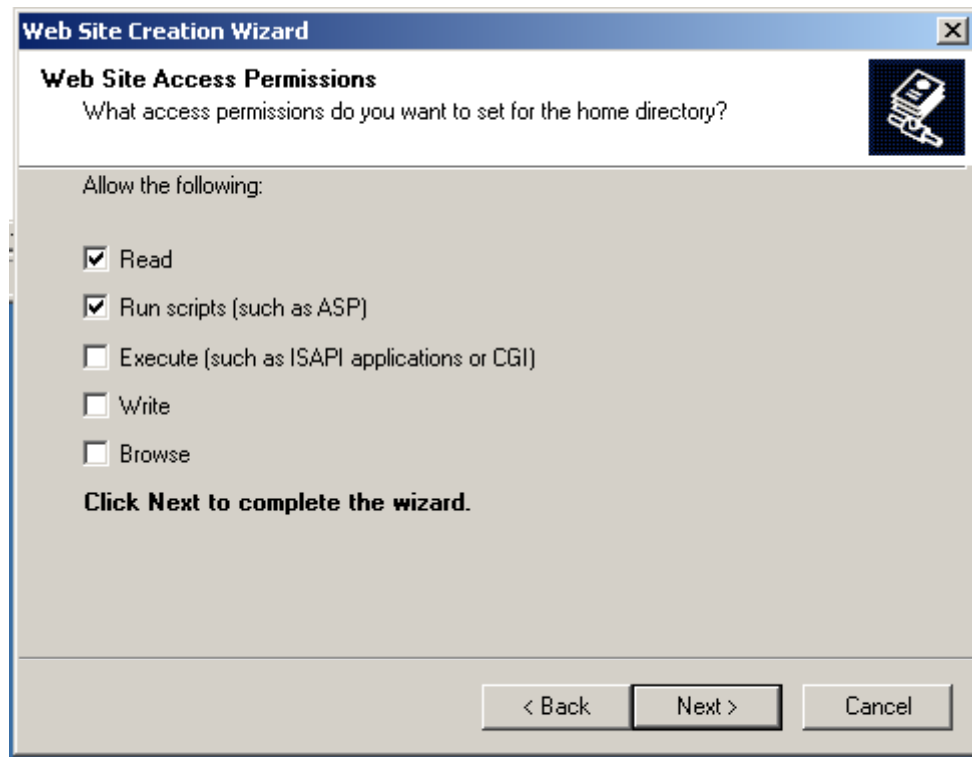 Web Site Creation Wizard
Web Site Access Permissions
What access permissions do you want to set for the home directory?
Allow the following:
Read
Run scripts (such as ASP)
Execute (such as ISAPI applications or CGI)
Write
Browse
Click Next to complete the wizard.
< Back Next > Cancel